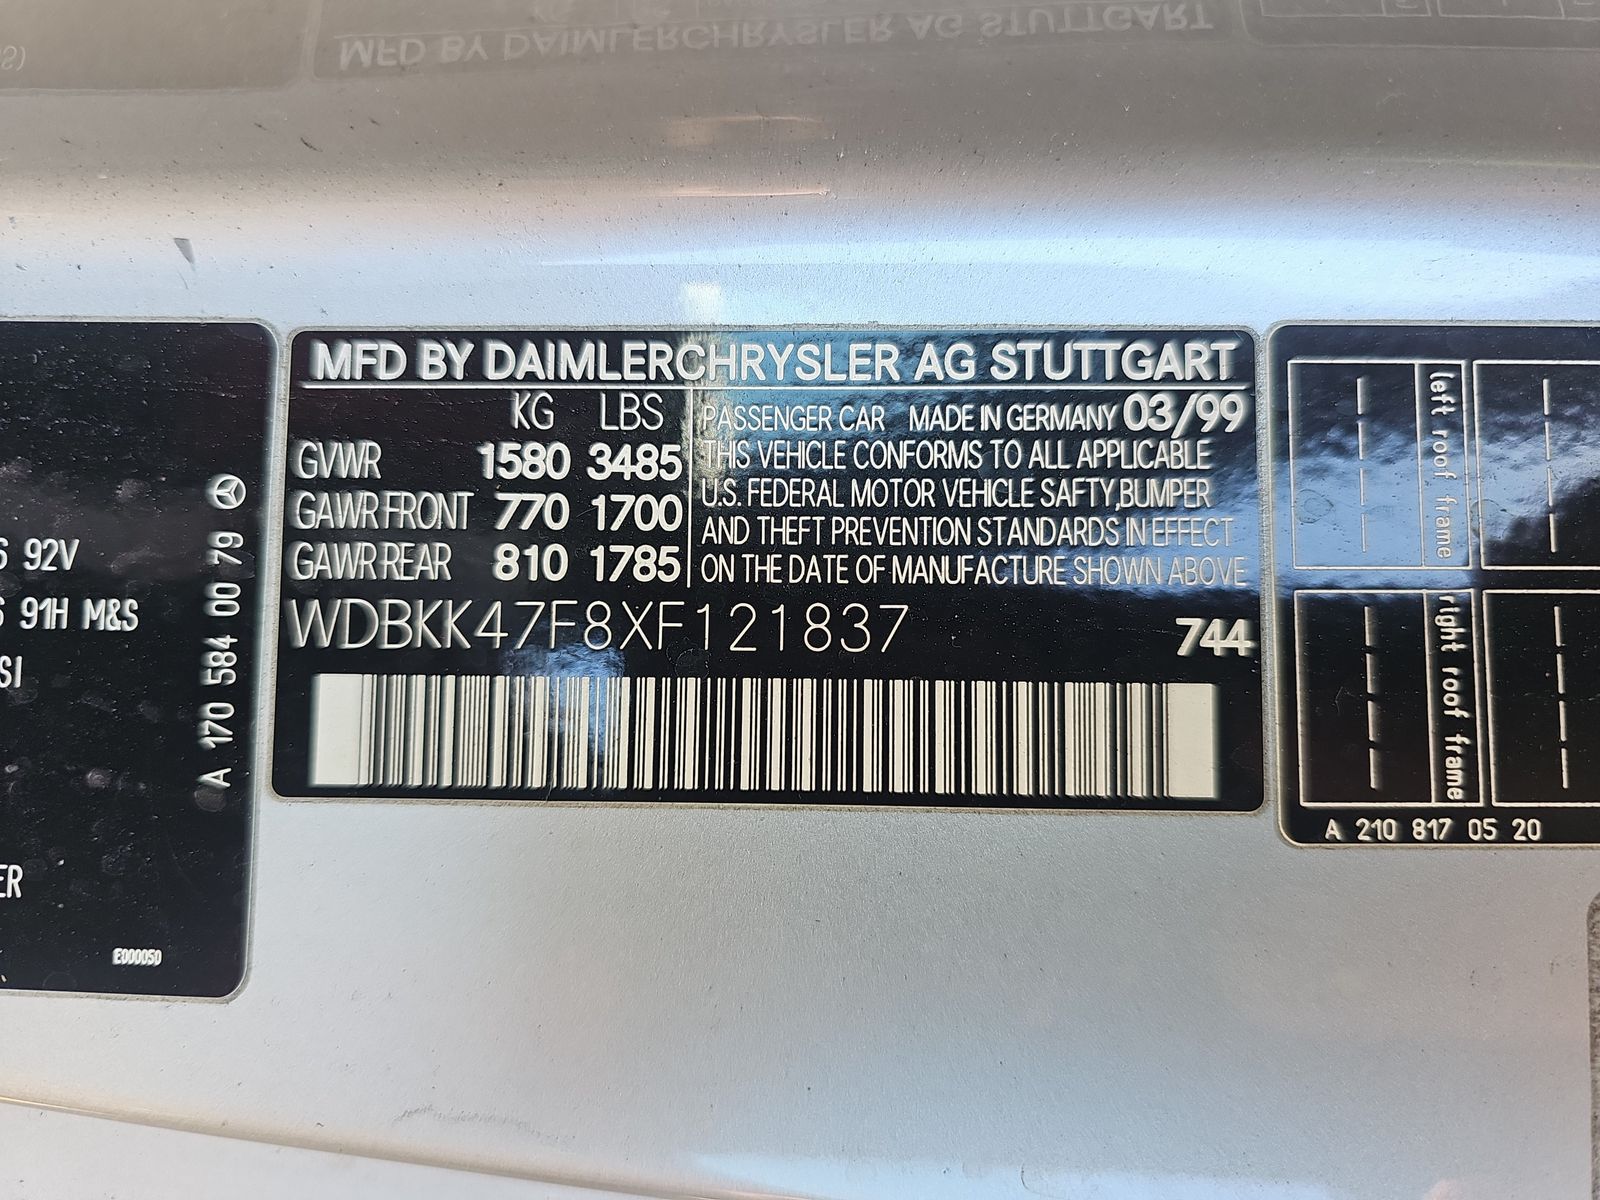 MFD BY DAIMLERCHRYSLER AG STUTTGART
MFD BY DAIMLERCHRYSLER AG STUTTGART
KG LBS
GVWR 1580 3485
GAWR FRONT 770 1700
GAWR REAR 810 1785
PASSENGER CAR MADE IN GERMANY 03/99
THIS VEHICLE CONFORMS TO ALL APPLICABLE
U.S. FEDERAL MOTOR VEHICLE SAFTY,BUMPER
AND THEFT PREVENTION STANDARDS IN EFFECT
ON THE DATE OF MANUFACTURE SHOWN ABOVE
WDBKK47F8XF121837
744
92V
91H M&S
SI
ER
E000050
A 170 584 00 79
left roof frame
right roof frame
A 210 817 05 20